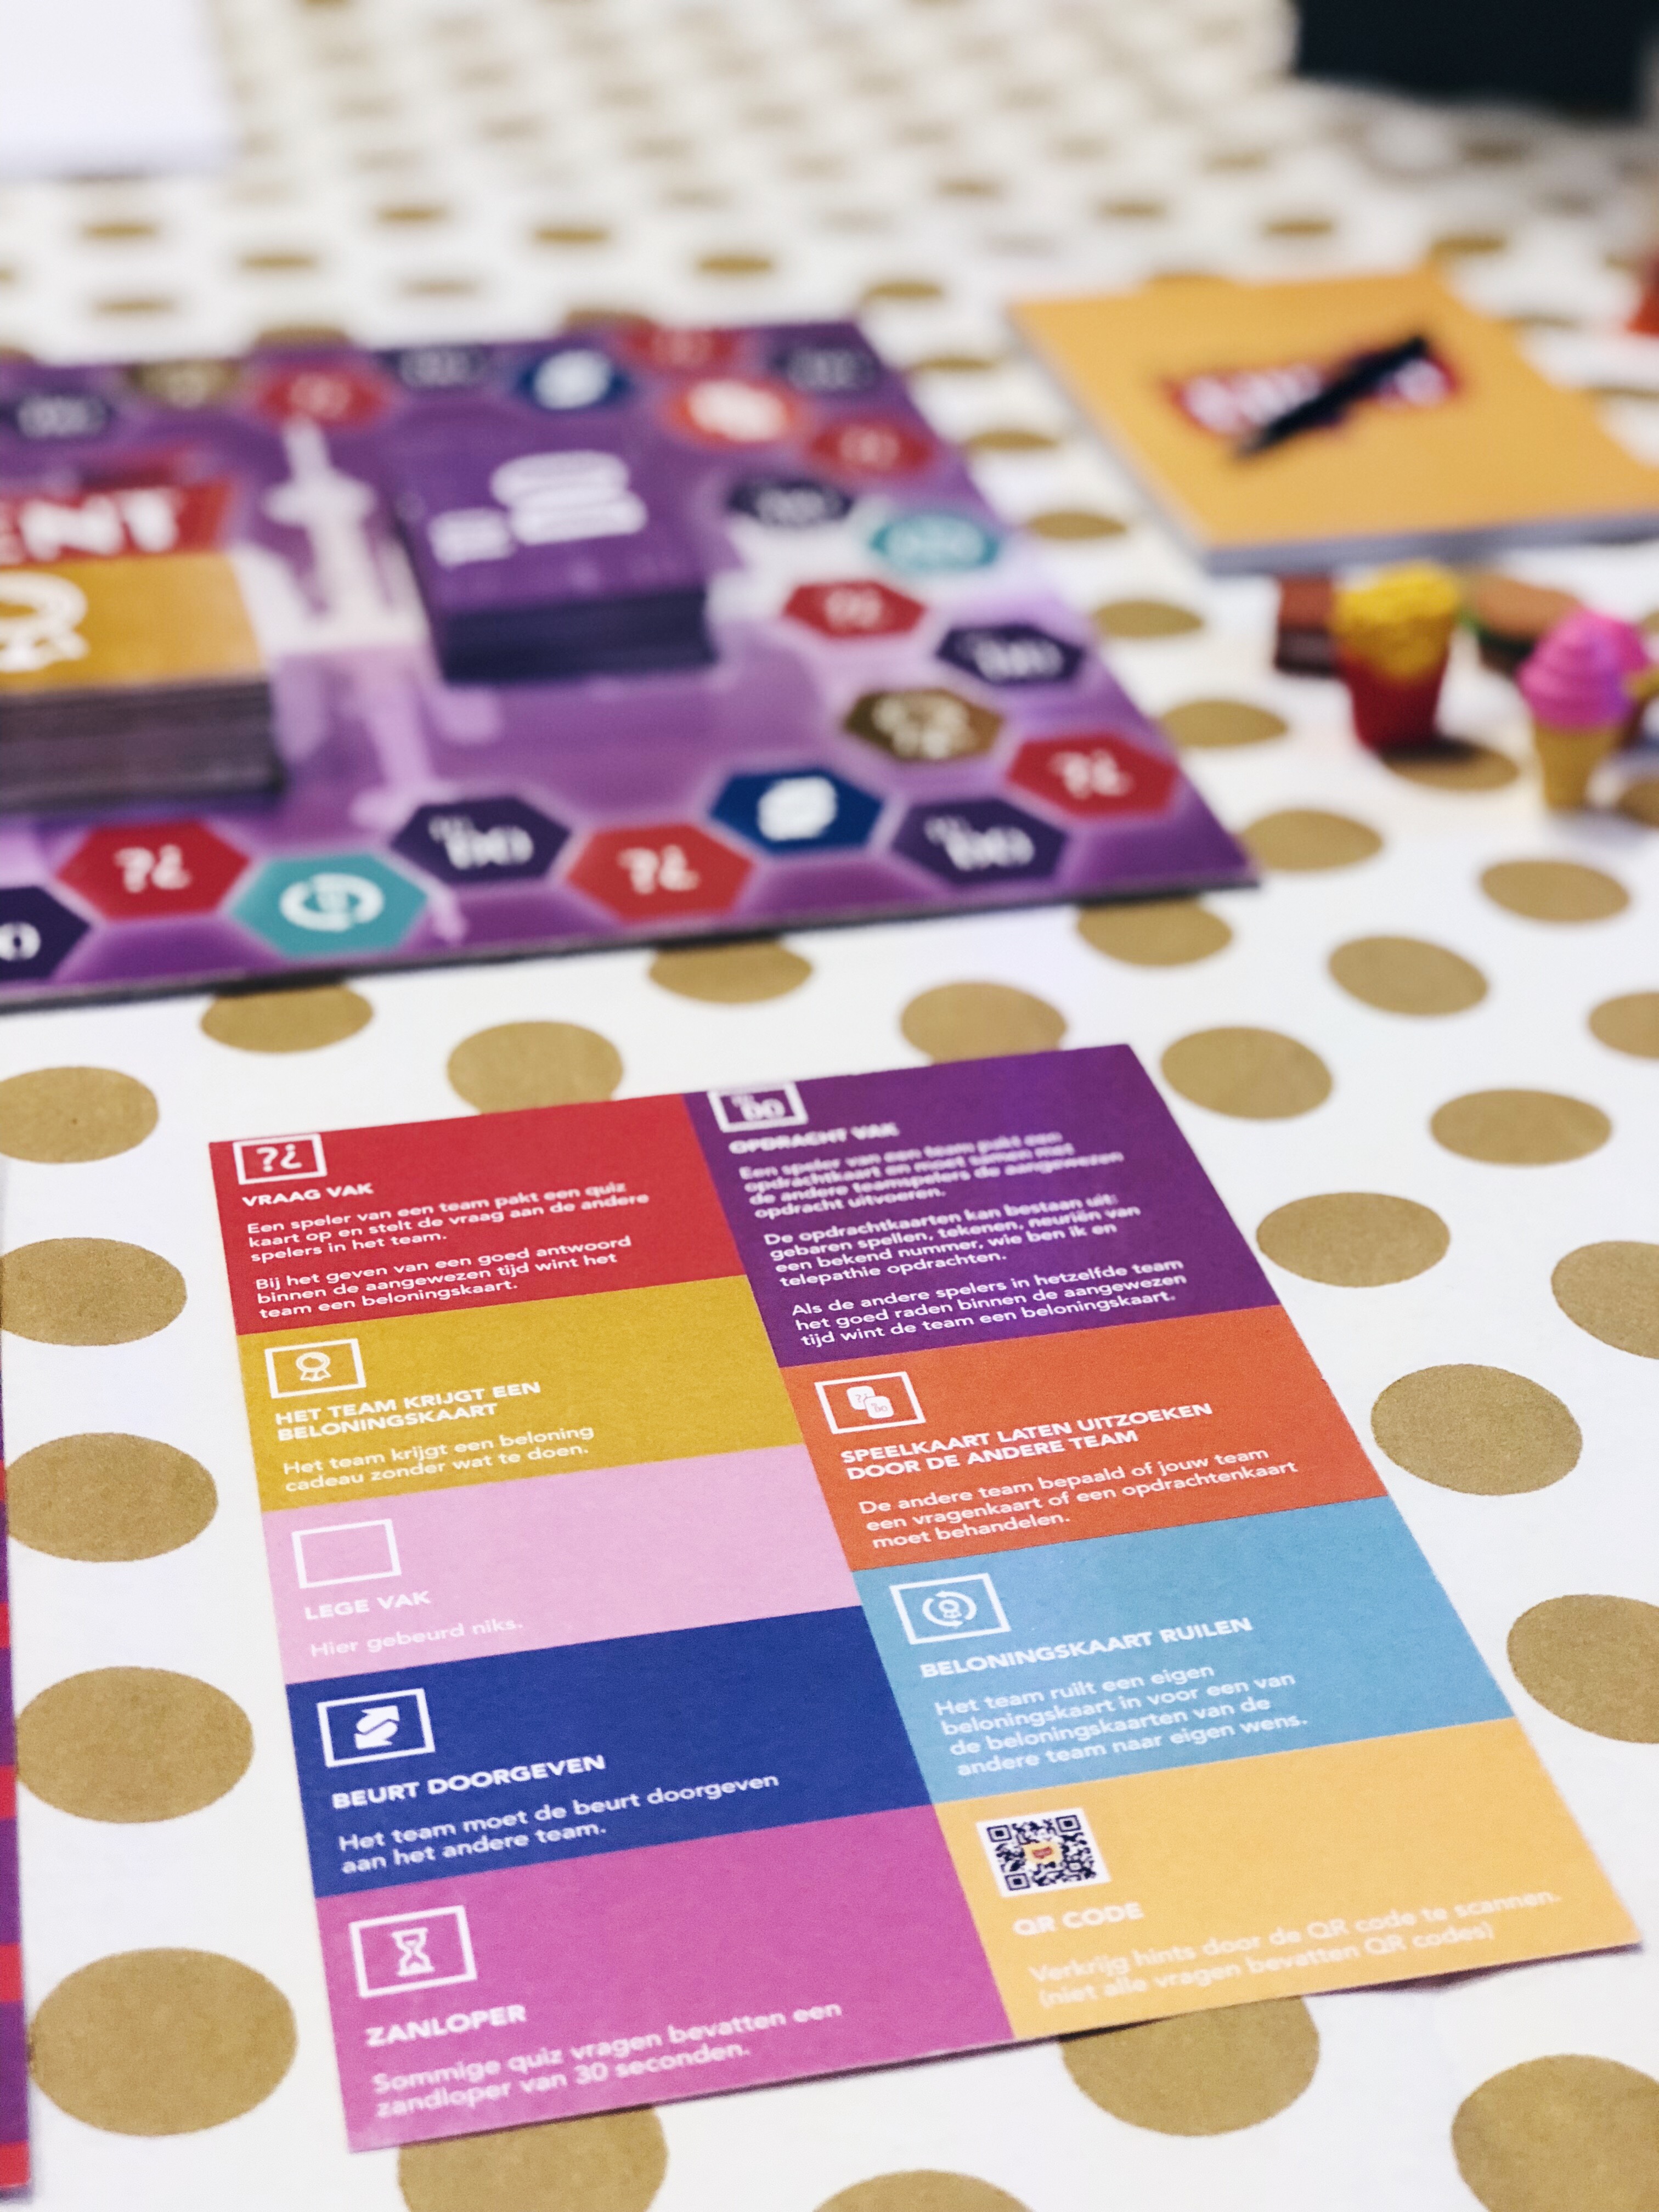 ENT
?¿
VRAAG VAK
Een speler van een team pakt een quiz
kaart op en stelt de vraag aan de andere
spelers in het team.
Bij het geven van een goed antwoord
binnen de aangewezen tijd wint het
team een beloningskaart.
HET TEAM KRIJGT EEN
BELONINGSKAART
Het team krijgt een beloning
cadeau zonder wat te doen.
LEGE VAK
Hier gebeurd niks.
BEURT DOORGEVEN
Het team moet de beurt doorgeven
aan het andere team.
ZANLOPER
Sommige quiz vragen bevatten een
zandloper van 30 seconden.
DO
OPDRACHT VAK
Een speler van een team pakt een
opdrachtkaart en moet samen met
de andere teamspelers de aangewezen
opdracht uitvoeren.
De opdrachtkaarten kan bestaan uit:
gebaren spellen, tekenen, neuriën van
een bekend nummer, wie ben ik en
telepathie opdrachten.
Als de andere spelers in hetzelfde team
het goed raden binnen de aangewezen
tijd wint de team een beloningskaart.
SPEELKAART LATEN UITZOEKEN
DOOR DE ANDERE TEAM
De andere team bepaald of jouw team
een vragenkaart of een opdrachtenkaart
moet behandelen.
BELONINGSKAART RUILEN
Het team ruilt een eigen
beloningskaart in voor een van
de beloningskaarten van de
andere team naar eigen wens.
QR CODE
Verkrijg hints door de QR code te scannen.
(niet alle vragen bevatten QR codes)